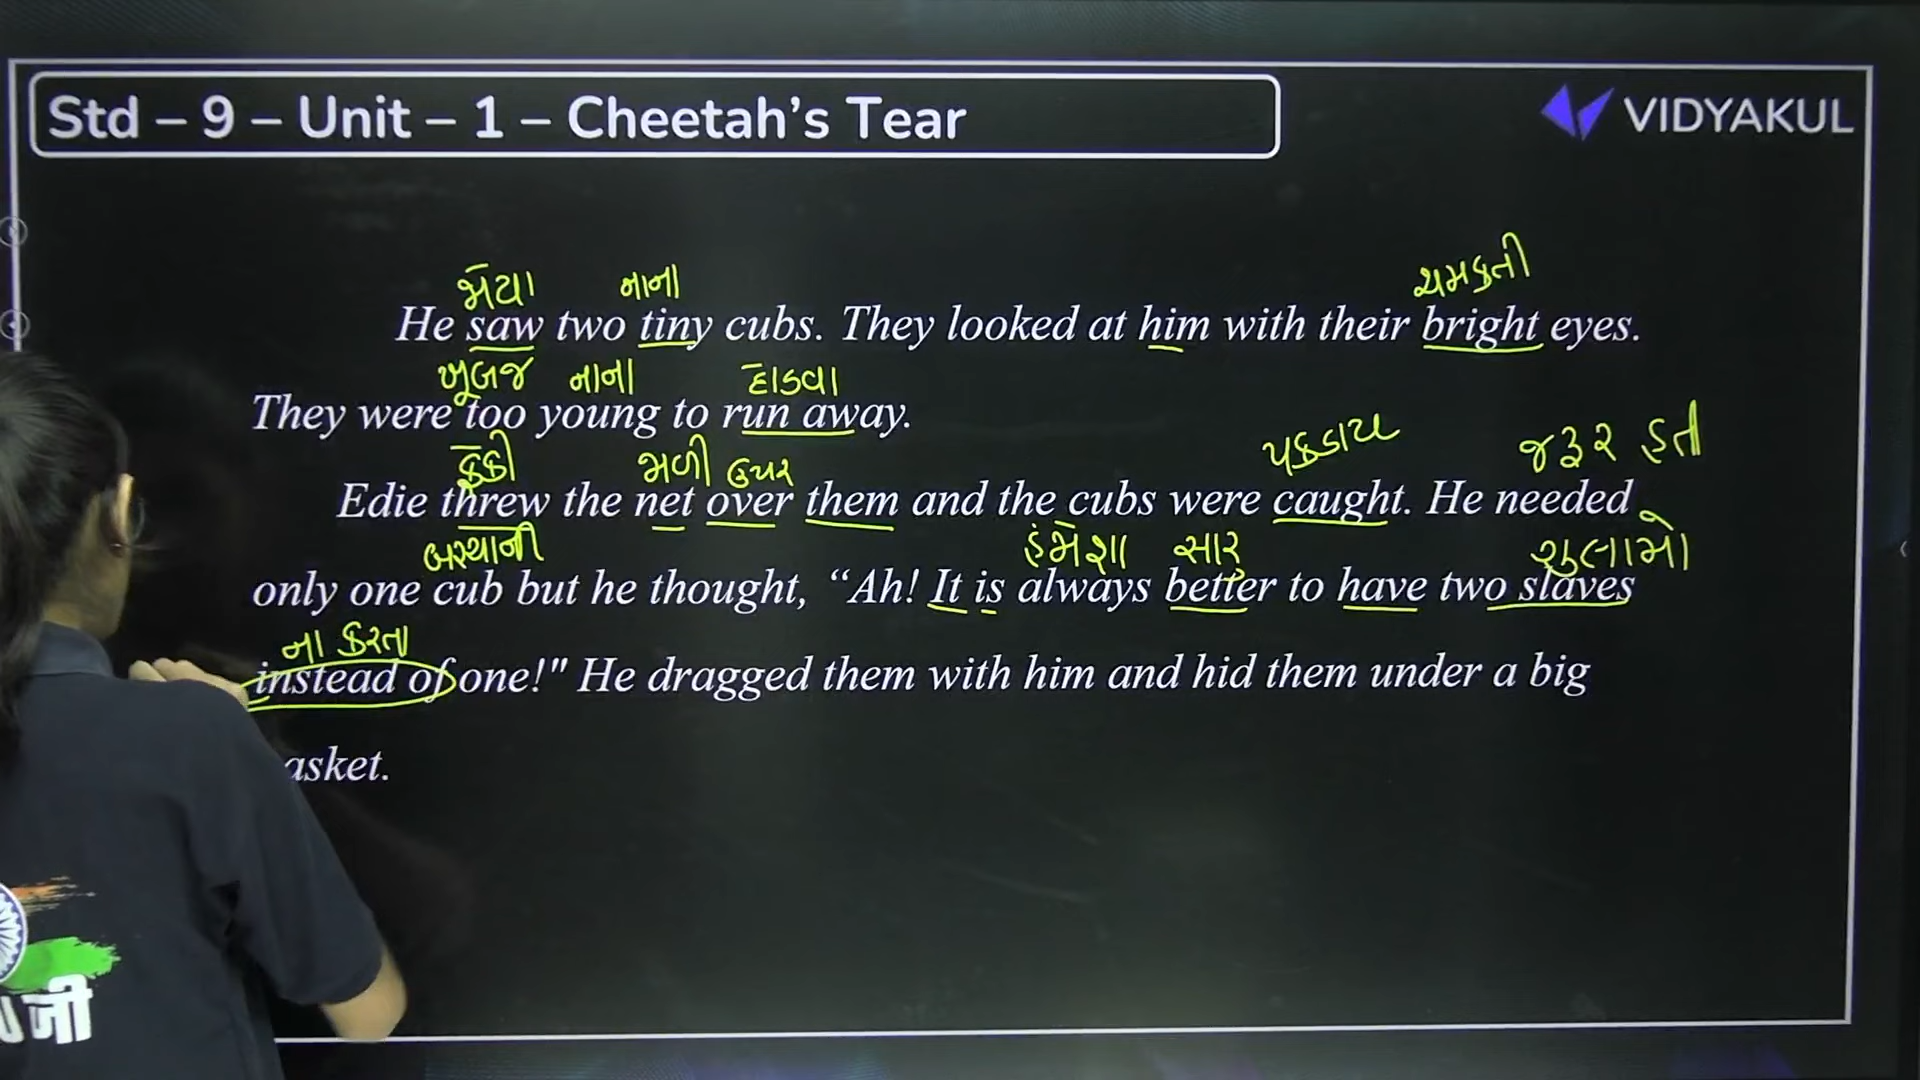 Std – 9 – Unit – 1 – Cheetah's Tear
VIDYAKUL
જોયા નાના ચમકતી
He saw two tiny cubs. They looked at him with their bright eyes.
ખૂબજ નાના દોડવા
They were too young to run away.
ફેંકી જાળી ઉપર પકડાય જરૂર હતી
Edie threw the net over them and the cubs were caught. He needed
બચ્ચાની હંમેશા સારુ ગુલામો
only one cub but he thought, “Ah! It is always better to have two slaves
ના કરતા
instead of one!" He dragged them with him and hid them under a big
asket.
जी